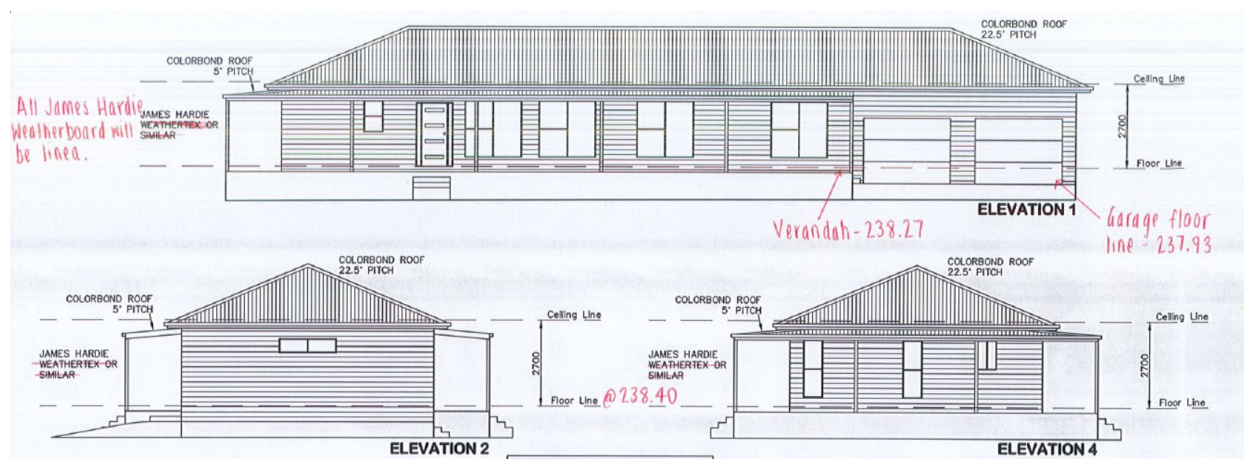 COLORBOND ROOF
22.5' PITCH
COLORBOND ROOF
5' PITCH
Ceiling Line
All James Hardie
Weatherboard will
be linea.
JAMES HARDIE
WEATHERTEX OR
SIMILAR
2700
Floor Line
ELEVATION 1
Verandah - 238.27
Garage floor
line - 237.93
COLORBOND ROOF
22.5' PITCH
COLORBOND ROOF
5' PITCH
Ceiling Line
JAMES HARDIE
WEATHERTEX OR
SIMILAR
2700
Floor Line @ 238.40
ELEVATION 2
COLORBOND ROOF
22.5' PITCH
COLORBOND ROOF
5' PITCH
Ceiling Line
JAMES HARDIE
WEATHERTEX OR
SIMILAR
2700
Floor Line
ELEVATION 4